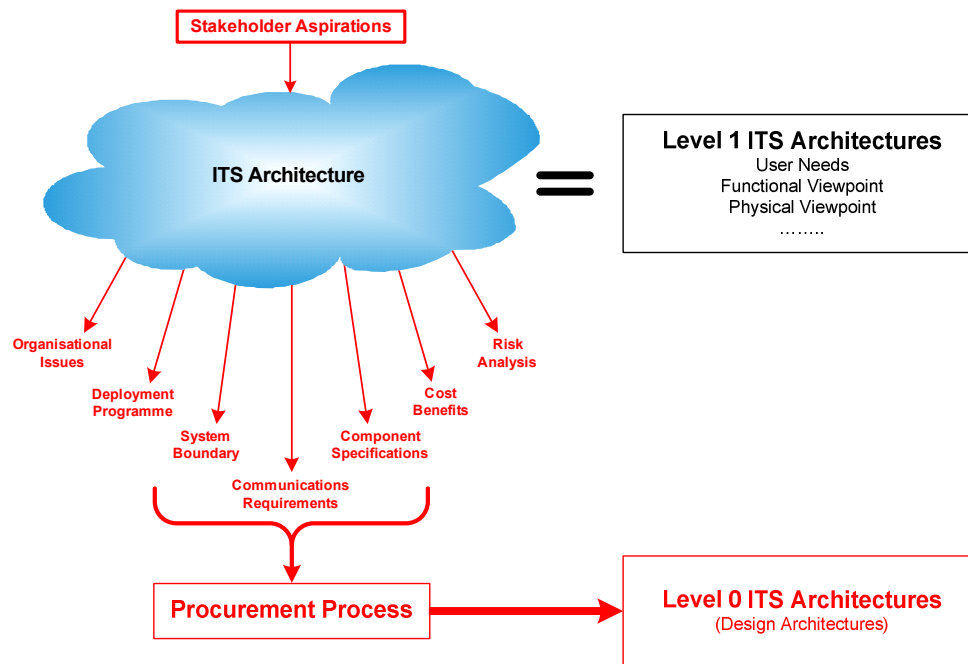 Stakeholder Aspirations
ITS Architecture
=
Level 1 ITS Architectures
User Needs
Functional Viewpoint
Physical Viewpoint
……..
Organisational
Issues
Deployment
Programme
System
Boundary
Communications
Requirements
Component
Specifications
Cost
Benefits
Risk
Analysis
Procurement Process
Level 0 ITS Architectures
(Design Architectures)